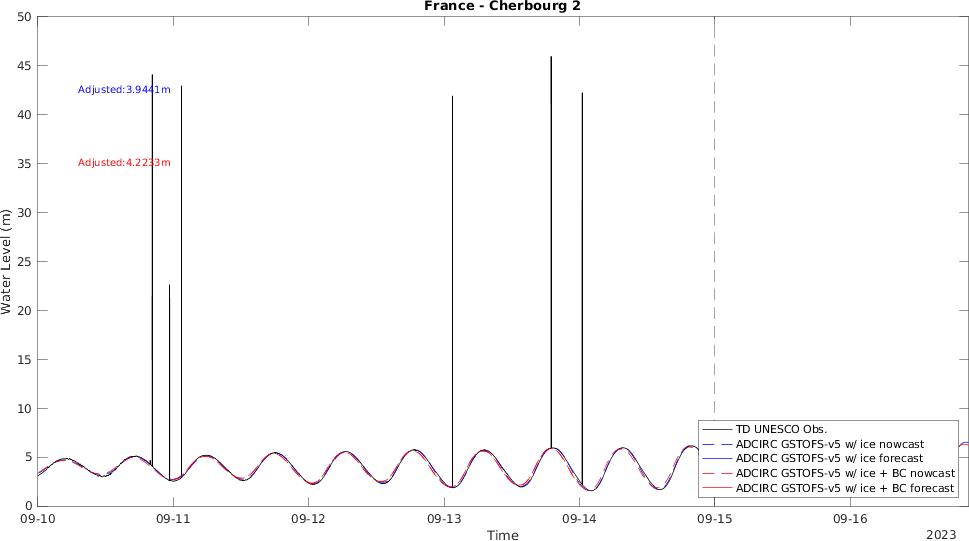 France - Cherbourg 2
50
45
40
35
30
25
20
15
10
5
0
Water Level (m)
Adjusted:3.9441m
Adjusted:4.2233m
TD UNESCO Obs.
ADCIRC GSTOFS-v5 w/ ice nowcast
ADCIRC GSTOFS-v5 w/ ice forecast
ADCIRC GSTOFS-v5 w/ ice + BC nowcast
ADCIRC GSTOFS-v5 w/ ice + BC forecast
09-10 09-11 09-12 09-13 09-14 09-15 09-16
Time
2023